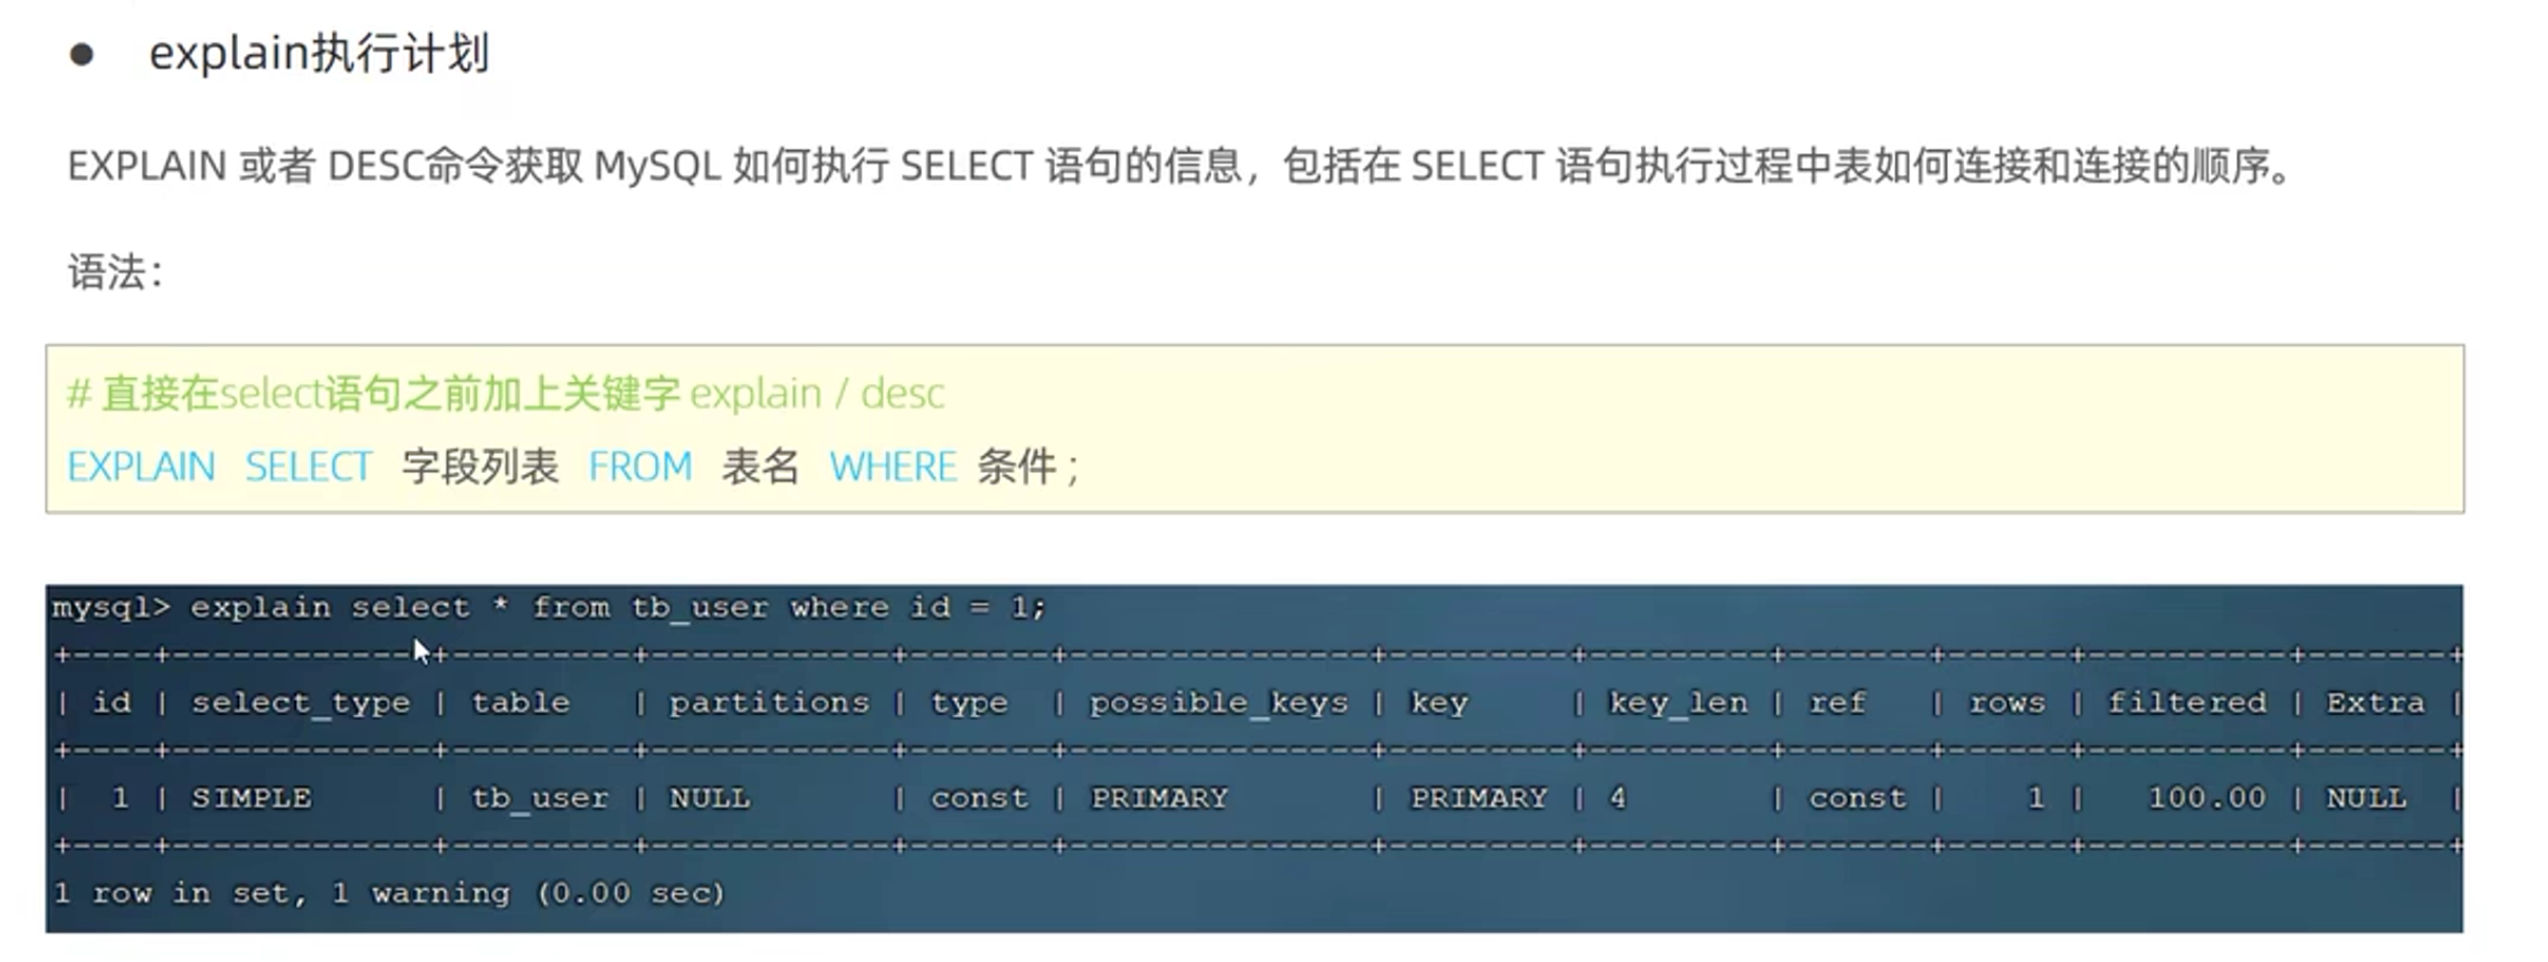 ● explain执行计划
EXPLAIN 或者 DESC命令获取 MySQL 如何执行 SELECT 语句的信息，包括在 SELECT 语句执行过程中表如何连接和连接的顺序。
语法：
# 直接在select语句之前加上关键字 explain / desc
EXPLAIN SELECT 字段列表 FROM 表名 WHERE 条件 ;
mysql> explain select * from tb_user where id = 1;
+----+-------------+---------+------------+-------+---------------+---------+---------+-------+------+----------+-------+
| id | select_type | table   | partitions | type  | possible_keys | key     | key_len | ref   | rows | filtered | Extra |
+----+-------------+---------+------------+-------+---------------+---------+---------+-------+------+----------+-------+
|  1 | SIMPLE      | tb_user | NULL       | const | PRIMARY       | PRIMARY | 4       | const |    1 |   100.00 | NULL  |
+----+-------------+---------+------------+-------+---------------+---------+---------+-------+------+----------+-------+
1 row in set, 1 warning (0.00 sec)